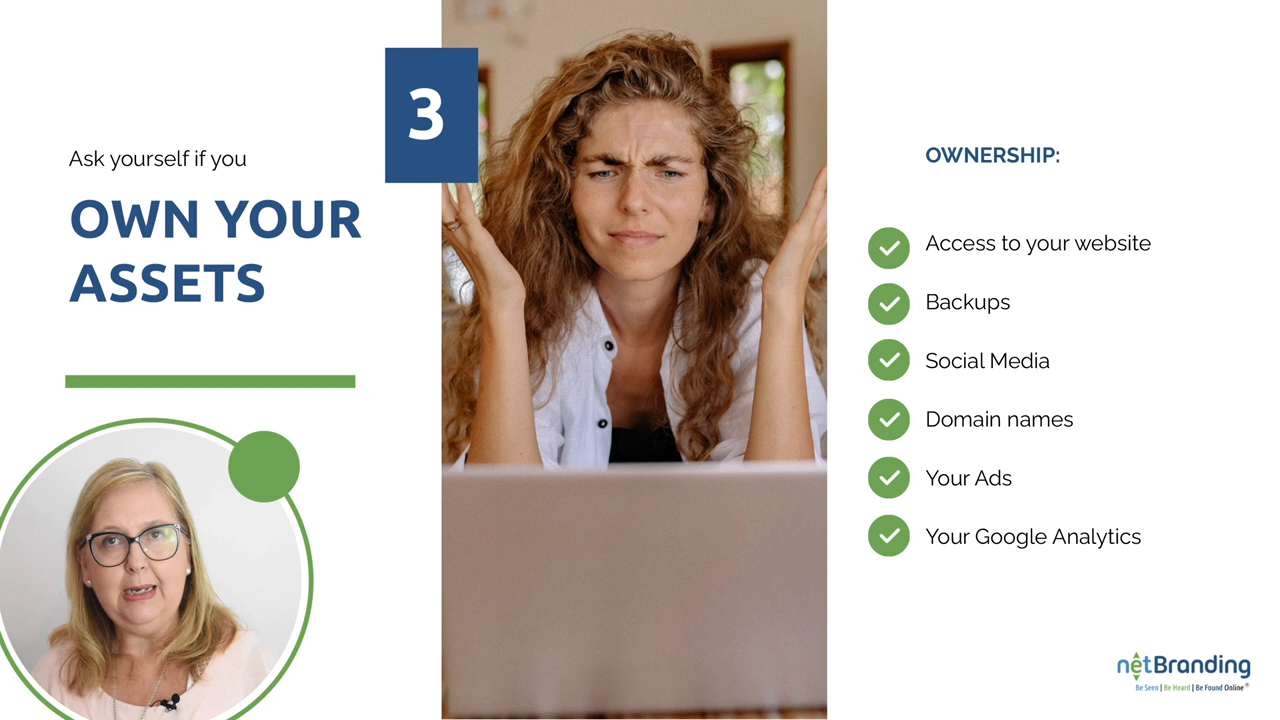 3
Ask yourself if you
OWN YOUR
ASSETS
OWNERSHIP:
Access to your website
Backups
Social Media
Domain names
Your Ads
Your Google Analytics
netBranding
Be Seen | Be Heard | Be Found Online®